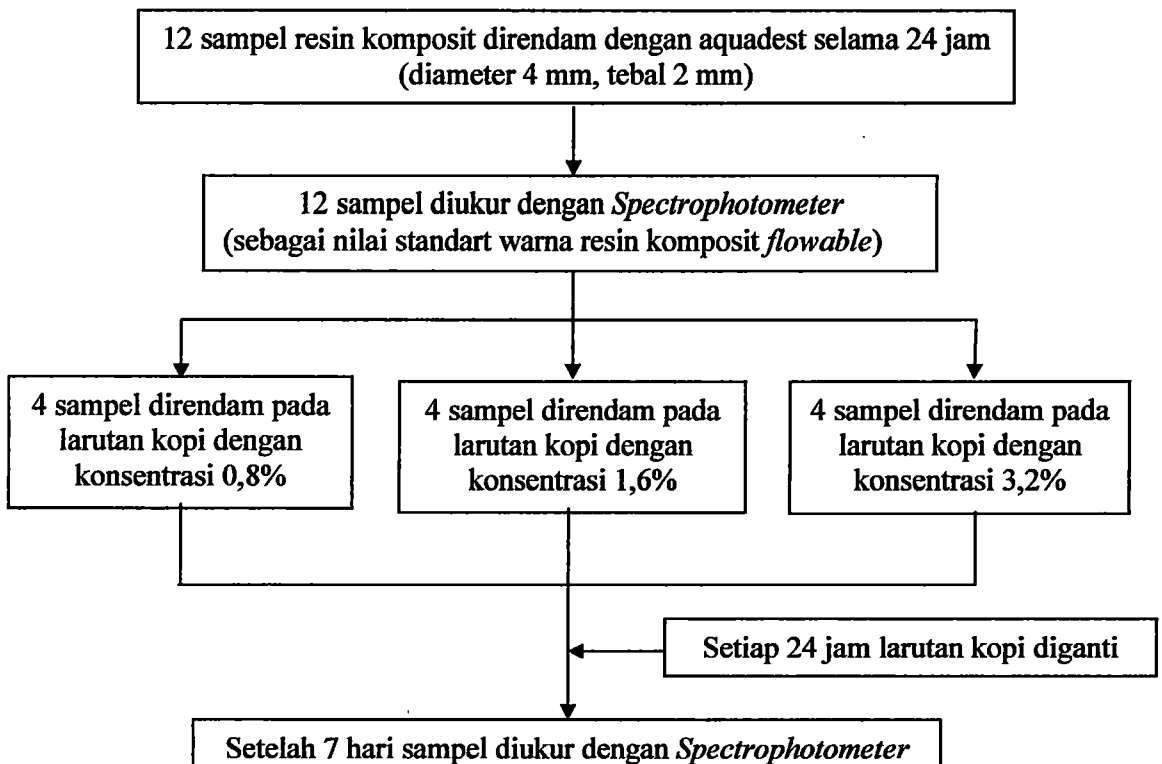 12 sampel resin komposit direndam dengan aquadest selama 24 jam
(diameter 4 mm, tebal 2 mm)
12 sampel diukur dengan Spectrophotometer
(sebagai nilai standart warna resin komposit flowable)
4 sampel direndam pada
larutan kopi dengan
konsentrasi 0,8%
4 sampel direndam pada
larutan kopi dengan
konsentrasi 1,6%
4 sampel direndam pada
larutan kopi dengan
konsentrasi 3,2%
Setiap 24 jam larutan kopi diganti
Setelah 7 hari sampel diukur dengan Spectrophotometer